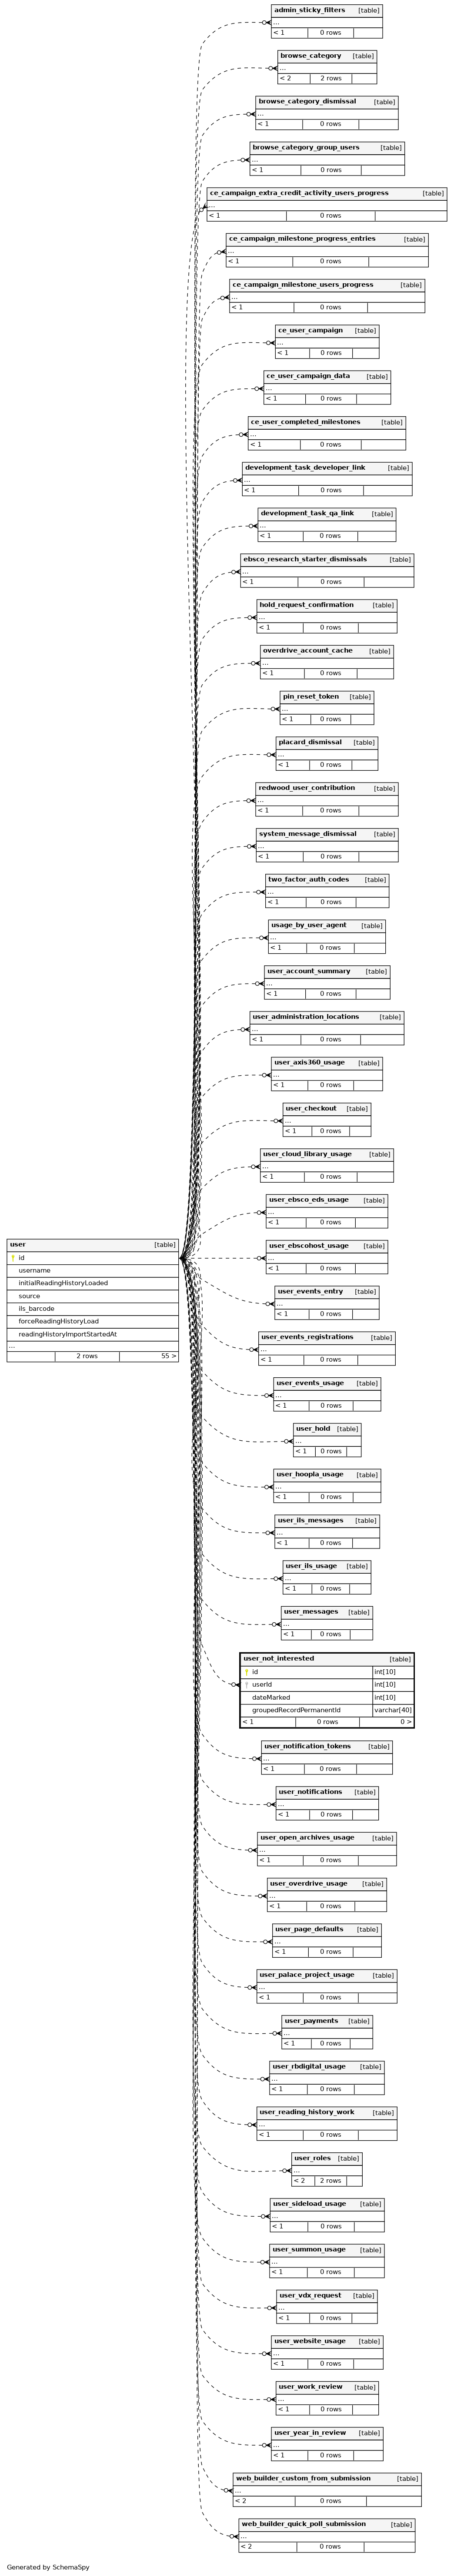 admin_sticky_filters [table]
...
< 1 0 rows
browse_category [table]
...
< 2 2 rows
browse_category_dismissal [table]
...
< 1 0 rows
browse_category_group_users [table]
...
< 1 0 rows
ce_campaign_extra_credit_activity_users_progress [table]
...
< 1 0 rows
ce_campaign_milestone_progress_entries [table]
...
< 1 0 rows
ce_campaign_milestone_users_progress [table]
...
< 1 0 rows
ce_user_campaign [table]
...
< 1 0 rows
ce_user_campaign_data [table]
...
< 1 0 rows
ce_user_completed_milestones [table]
...
< 1 0 rows
development_task_developer_link [table]
...
< 1 0 rows
development_task_qa_link [table]
...
< 1 0 rows
ebsco_research_starter_dismissals [table]
...
< 1 0 rows
hold_request_confirmation [table]
...
< 1 0 rows
overdrive_account_cache [table]
...
< 1 0 rows
pin_reset_token [table]
...
< 1 0 rows
placard_dismissal [table]
...
< 1 0 rows
redwood_user_contribution [table]
...
< 1 0 rows
system_message_dismissal [table]
...
< 1 0 rows
two_factor_auth_codes [table]
...
< 1 0 rows
usage_by_user_agent [table]
...
< 1 0 rows
user_account_summary [table]
...
< 1 0 rows
user_administration_locations [table]
...
< 1 0 rows
user_axis360_usage [table]
...
< 1 0 rows
user_checkout [table]
...
< 1 0 rows
user_cloud_library_usage [table]
...
< 1 0 rows
user_ebsco_eds_usage [table]
...
< 1 0 rows
user [table]
id
username
initialReadingHistoryLoaded
source
ils_barcode
forceReadingHistoryLoad
readingHistoryImportStartedAt
...
2 rows 55 >
user_ebscohost_usage [table]
...
< 1 0 rows
user_events_entry [table]
...
< 1 0 rows
user_events_registrations [table]
...
< 1 0 rows
user_events_usage [table]
...
< 1 0 rows
user_hold [table]
...
< 1 0 rows
user_hoopla_usage [table]
...
< 1 0 rows
user_ils_messages [table]
...
< 1 0 rows
user_ils_usage [table]
...
< 1 0 rows
user_messages [table]
...
< 1 0 rows
user_not_interested [table]
id int[10]
userId int[10]
dateMarked int[10]
groupedRecordPermanentId varchar[40]
< 1 0 rows 0 >
user_notification_tokens [table]
...
< 1 0 rows
user_notifications [table]
...
< 1 0 rows
user_open_archives_usage [table]
...
< 1 0 rows
user_overdrive_usage [table]
...
< 1 0 rows
user_page_defaults [table]
...
< 1 0 rows
user_palace_project_usage [table]
...
< 1 0 rows
user_payments [table]
...
< 1 0 rows
user_rbdigital_usage [table]
...
< 1 0 rows
user_reading_history_work [table]
...
< 1 0 rows
user_roles [table]
...
< 2 2 rows
user_sideload_usage [table]
...
< 1 0 rows
user_summon_usage [table]
...
< 1 0 rows
user_vdx_request [table]
...
< 1 0 rows
user_website_usage [table]
...
< 1 0 rows
user_work_review [table]
...
< 1 0 rows
user_year_in_review [table]
...
< 1 0 rows
web_builder_custom_from_submission [table]
...
< 2 0 rows
web_builder_quick_poll_submission [table]
...
< 2 0 rows
Generated by SchemaSpy